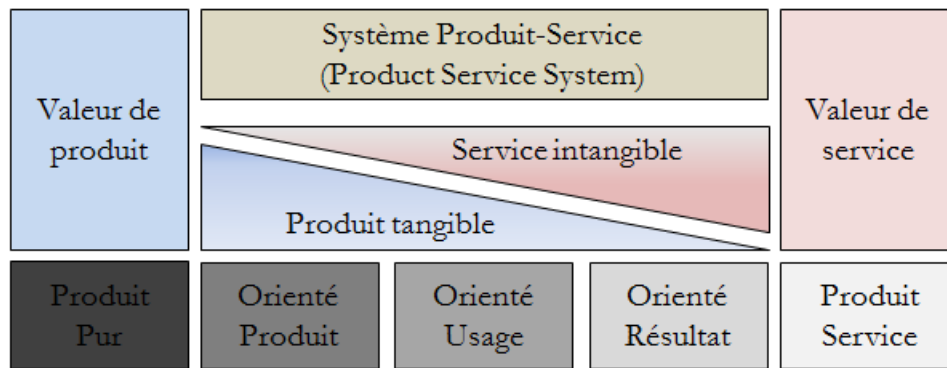 Système Produit-Service
(Product Service System)
Valeur de
produit
Service intangible
Produit tangible
Valeur de
service
Produit
Pur
Orienté
Produit
Orienté
Usage
Orienté
Résultat
Produit
Service